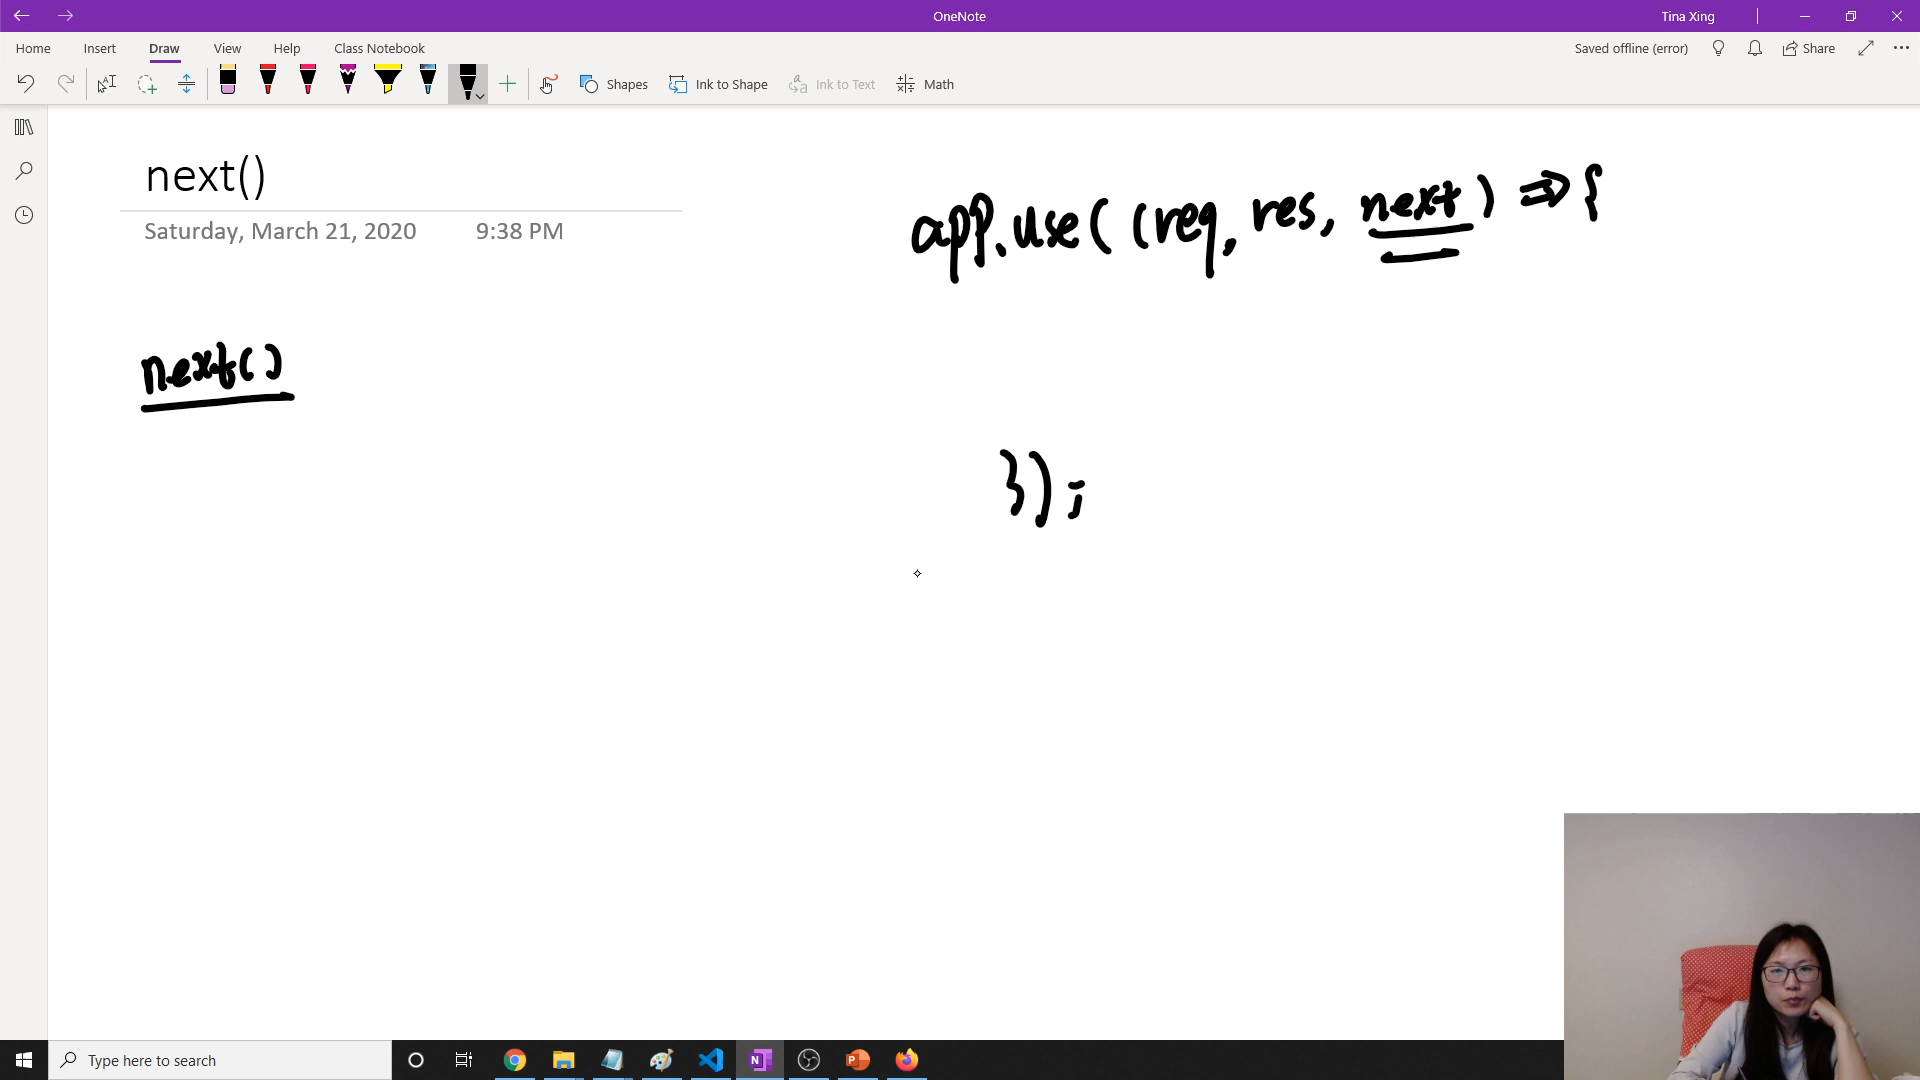 OneNote
Tina Xing
Home Insert Draw View Help Class Notebook
Saved offline (error)
Share
Shapes Ink to Shape Ink to Text Math
next()
Saturday, March 21, 2020 9:38 PM
app.use((req, res, next) => {
next()
});
Type here to search